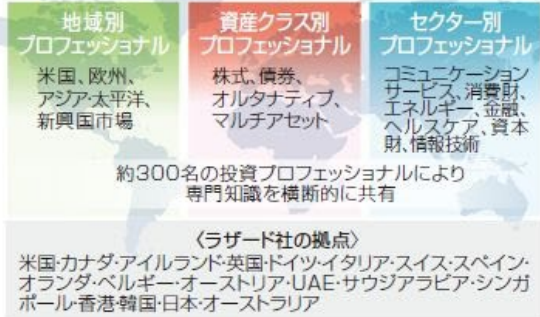 地域別
プロフェッショナル
米国、欧州、
アジア・太平洋、
新興国市場
資産クラス別
プロフェッショナル
株式、債券、
オルタナティブ、
マルチアセット
セクター別
プロフェッショナル
コミュニケーション
サービス、消費財、
エネルギー、金融、
ヘルスケア、資本
財、情報技術
約300名の投資プロフェッショナルにより
専門知識を横断的に共有
〈ラザード社の拠点〉
米国・カナダ・アイルランド・英国・ドイツ・イタリア・スイス・スペイン・
オランダ・ベルギー・オーストリア・UAE・サウジアラビア・シンガ
ポール・香港・韓国・日本・オーストラリア